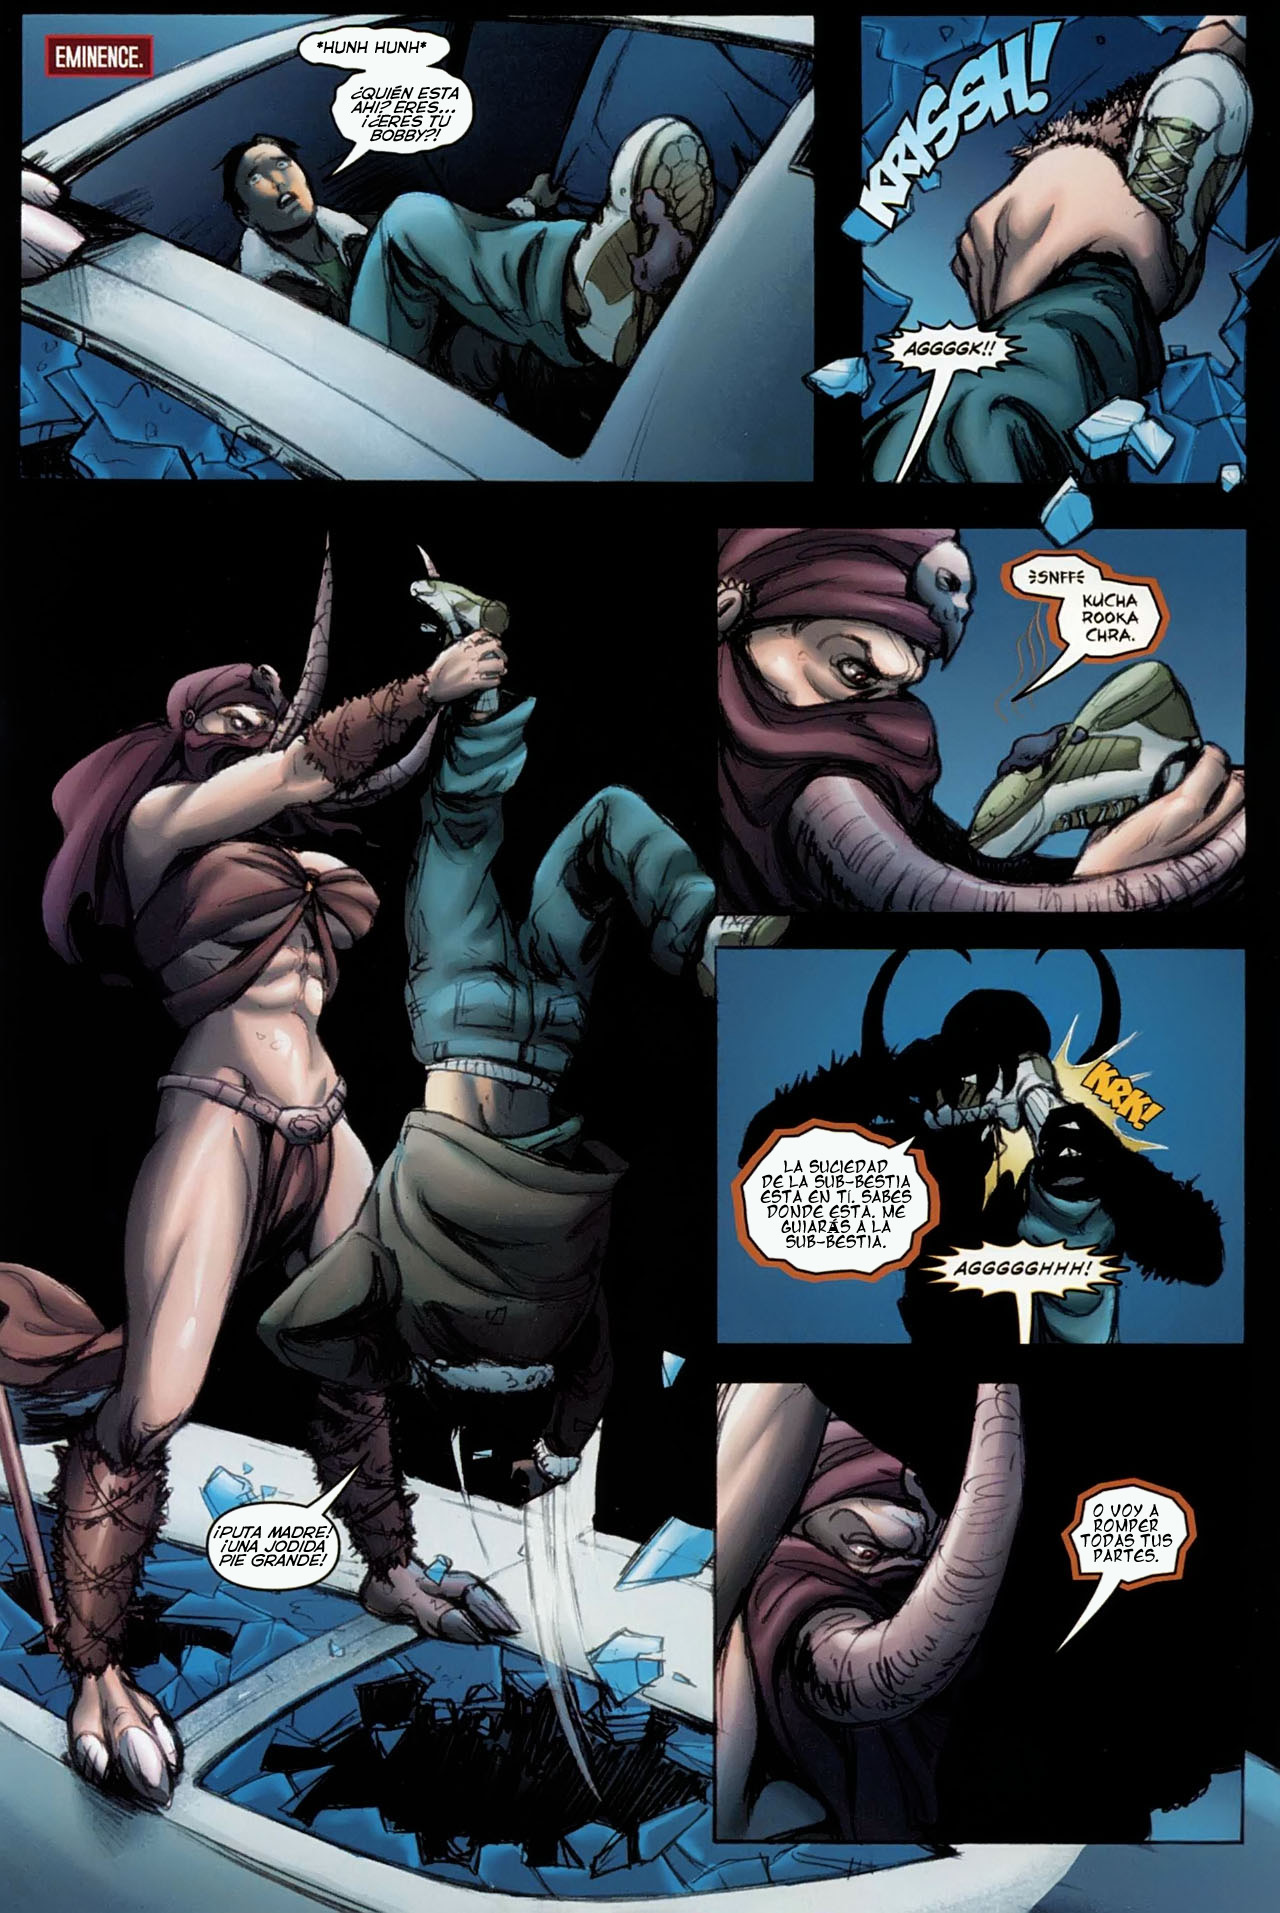 EMINENCE.
*HUNH HUNH*
¿QUIÉN ESTA
AHI? ERES...
¡¿ERES TU
BOBBY?!
KRISSH!
AGGGGK!!
SNFF
KUCHA
ROOKA
CHRA.
KRK!
LA SUCIEDAD
DE LA SUB-BESTIA
ESTA EN TÍ. SABES
DONDE ESTA. ME
GUIARÁS A LA
SUB-BESTIA.
AGGGGGHHH!
¡PUTA MADRE!
¡UNA JODIDA
PIE GRANDE!
O VOY A
ROMPER
TODAS TUS
PARTES.